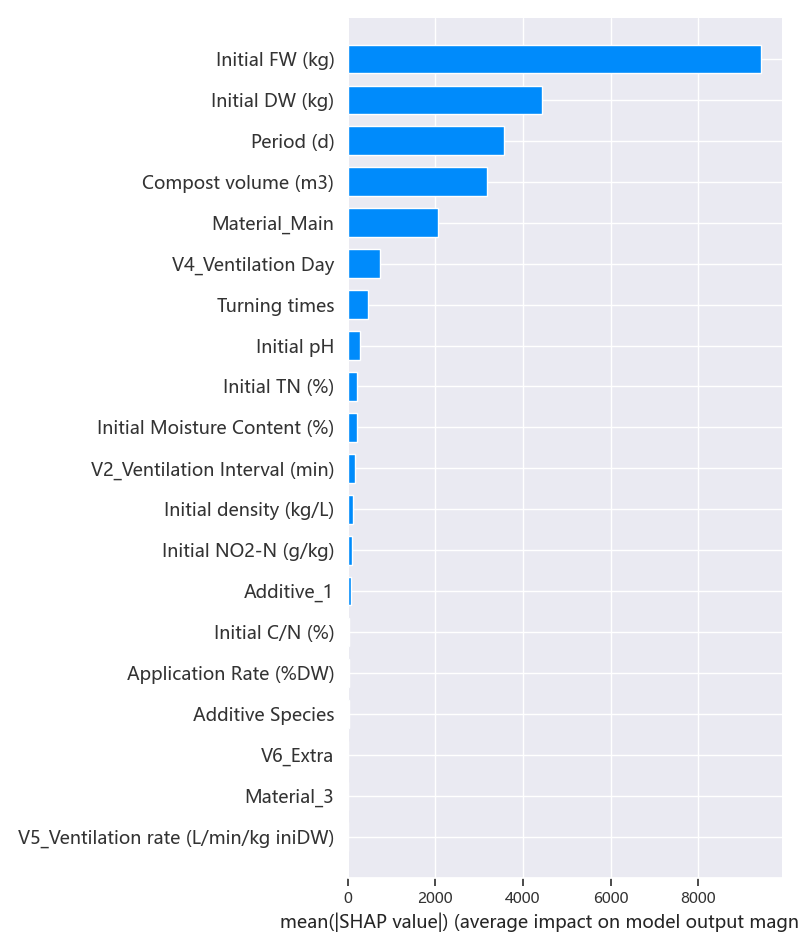 Initial FW (kg)
Initial DW (kg)
Period (d)
Compost volume (m3)
Material_Main
V4_Ventilation Day
Turning times
Initial pH
Initial TN (%)
Initial Moisture Content (%)
V2_Ventilation Interval (min)
Initial density (kg/L)
Initial NO2-N (g/kg)
Additive_1
Initial C/N (%)
Application Rate (%DW)
Additive Species
V6_Extra
Material_3
V5_Ventilation rate (L/min/kg iniDW)
0 2000 4000 6000 8000
mean(|SHAP value|) (average impact on model output magn